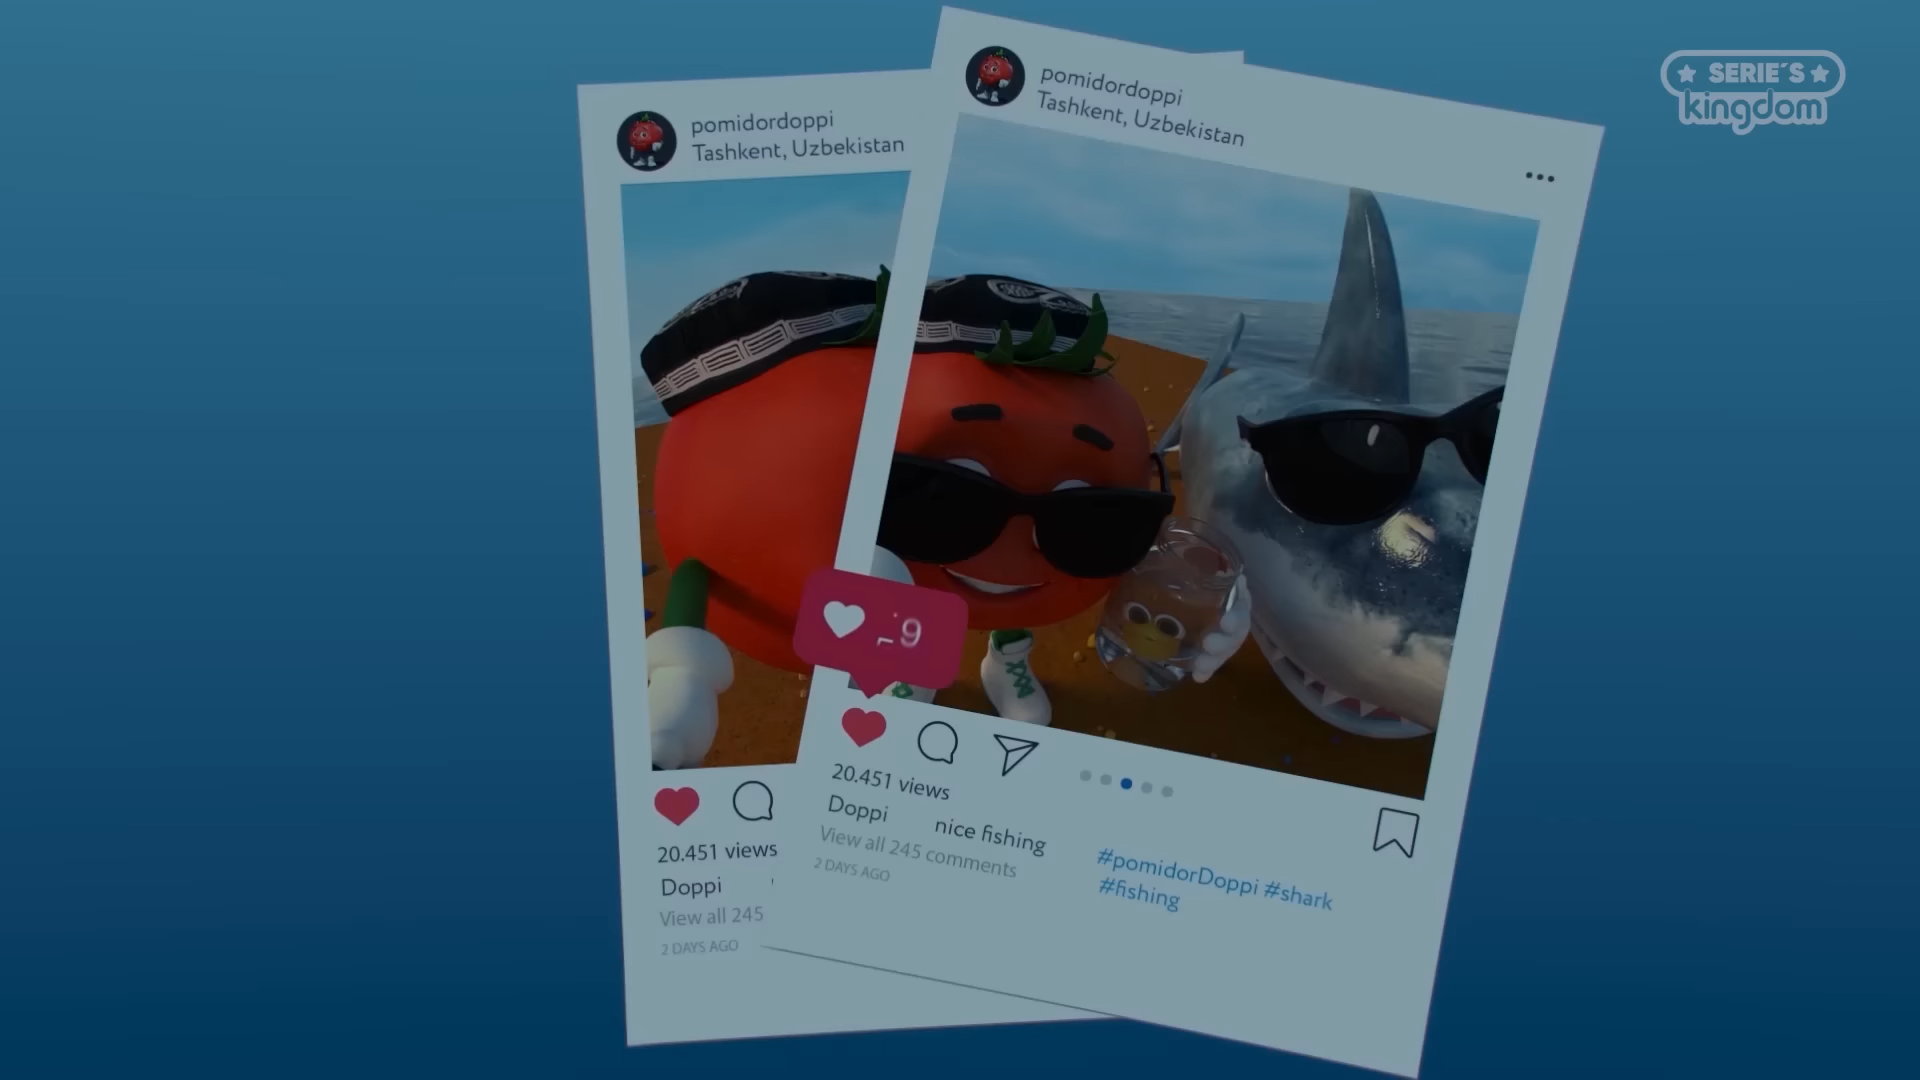 SERIE´S
kingdom
pomidordoppi
Tashkent, Uzbekistan
20.451 views
Doppi
View all 245
2 DAYS AGO
pomidordoppi
Tashkent, Uzbekistan
20.451 views
Doppi nice fishing
View all 245 comments
2 DAYS AGO
#pomidorDoppi #shark
#fishing